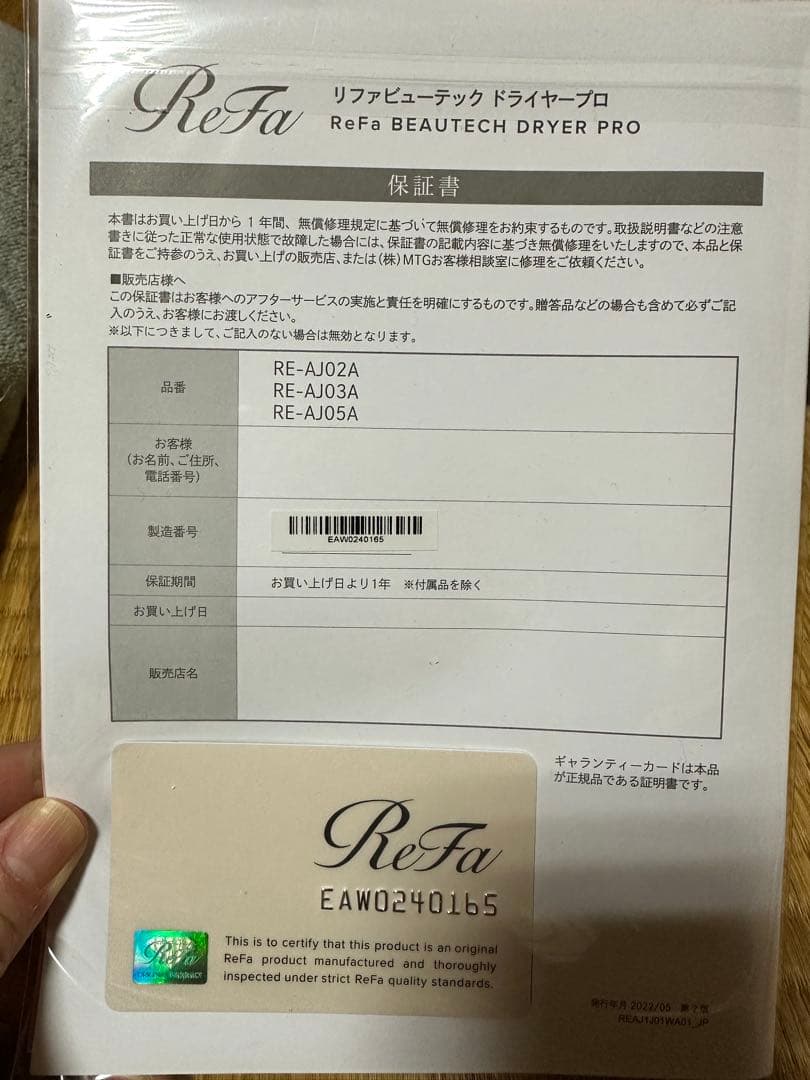 ReFa
リファビューテック ドライヤープロ
ReFa BEAUTECH DRYER PRO
保証書
本書はお買い上げ日から 1 年間、無償修理規定に基づいて無償修理をお約束するものです。取扱説明書などの注意
書きに従った正常な使用状態で故障した場合には、保証書の記載内容に基づき無償修理をいたしますので、本品と保
証書をご持参のうえ、お買い上げの販売店、または(株)MTGお客様相談室に修理をご依頼ください。
■販売店様へ
この保証書はお客様へのアフターサービスの実施と責任を明確にするものです。贈答品などの場合も含めて必ずご記
入のうえ、お客様にお渡しください。
※以下につきまして、ご記入のない場合は無効となります。
品番
RE-AJ02A
RE-AJ03A
RE-AJ05A
お客様
(お名前、ご住所、
電話番号)
製造番号
EAW0240165
保証期間
お買い上げ日より1年 ※付属品を除く
お買い上げ日
販売店名
ギャランティーカードは本品
が正規品である証明書です。
ReFa
EAW0240165
ReFa
This is to certify that this product is an original
ReFa product manufactured and thoroughly
inspected under strict ReFa quality standards.
発行年月 2022/05 第2版
REAJ1J01WA01_JP